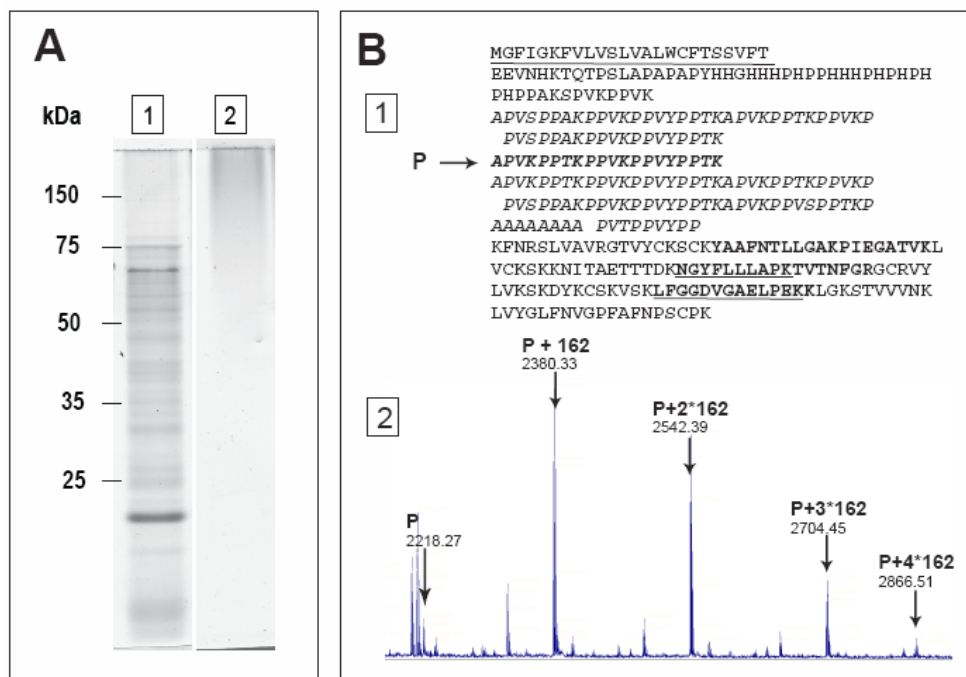 A
B
kDa
1
2
150
75
50
35
25
1
MGFIGKFVLVSLVALWCFTSSVFT
EEVNHKTQTPSLAPAPAPYHHGHHHPHPPHHHPHPHPH
PHPPAKSPVKPPVK
APVSPPAKPPVKPPVYPPTKAPVKPPTKPPVKP
PVSPPAKPPVKPPVYPPTK
P
APVKPPTKPPVKPPVYPPTK
APVKPPTKPPVKPPVYPPTKAPVKPPTKPPVKP
PVSPPAKPPVKPPVYPPTKAPVKPPVSPPTKP
AAAAAAAA PVTPPVYPP
KFNRSLVAVRGTVYCKSCKYAAFNTLLGAKPIEGATVKL
VCKSKKNITAETTTDKNGYFLLLAPKTVTNFGRGCRVY
LVKSKDYKCSKVSKLFGGDVGAELPEKKLGKSTVVVNK
LVYGLFNVGPFAFNPSCPK
2
P + 162
2380.33
P+2*162
2542.39
P+3*162
2704.45
P+4*162
2866.51
P
2218.27